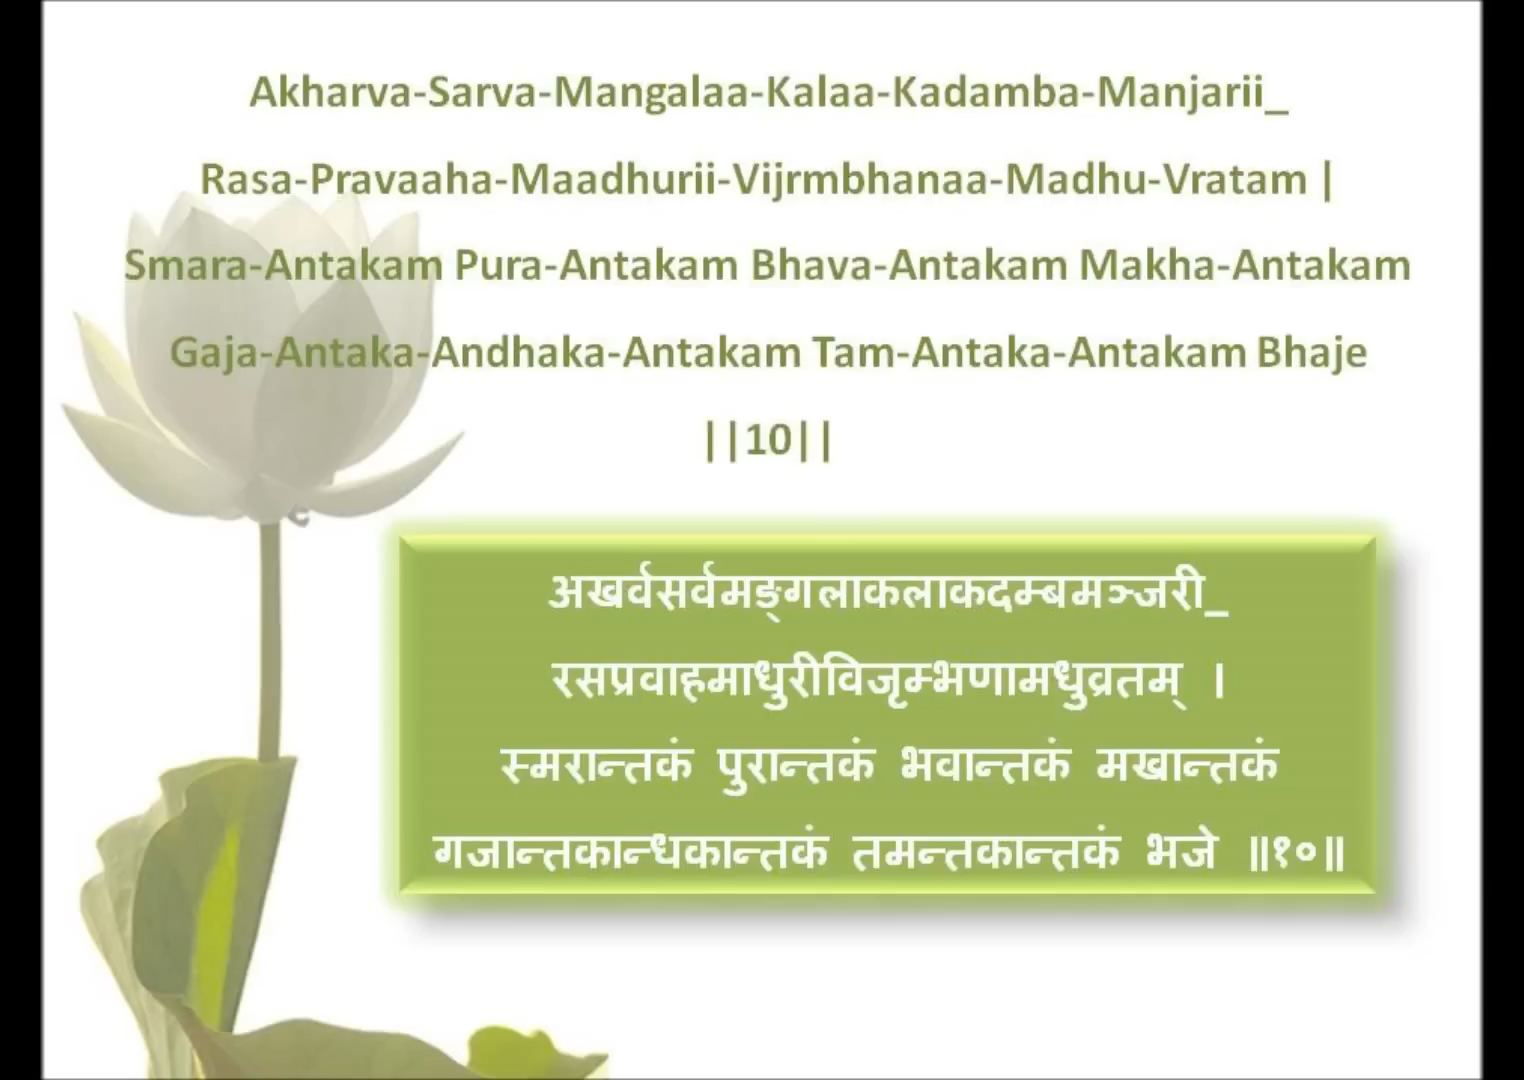 Akharva-Sarva-Mangalaa-Kalaa-Kadamba-Manjarii_
Rasa-Pravaaha-Maadhurii-Vijrmbhanaa-Madhu-Vratam |
Smara-Antakam Pura-Antakam Bhava-Antakam Makha-Antakam
Gaja-Antaka-Andhaka-Antakam Tam-Antaka-Antakam Bhaje
||10||
अखर्वसर्वमङ्गलाकलाकदम्बमञ्जरी_
रसप्रवाहमाधुरीविजृम्भणामधुव्रतम् ।
स्मरान्तकं पुरान्तकं भवान्तकं मखान्तकं
गजान्तकान्धकान्तकं तमन्तकान्तकं भजे ॥१०॥